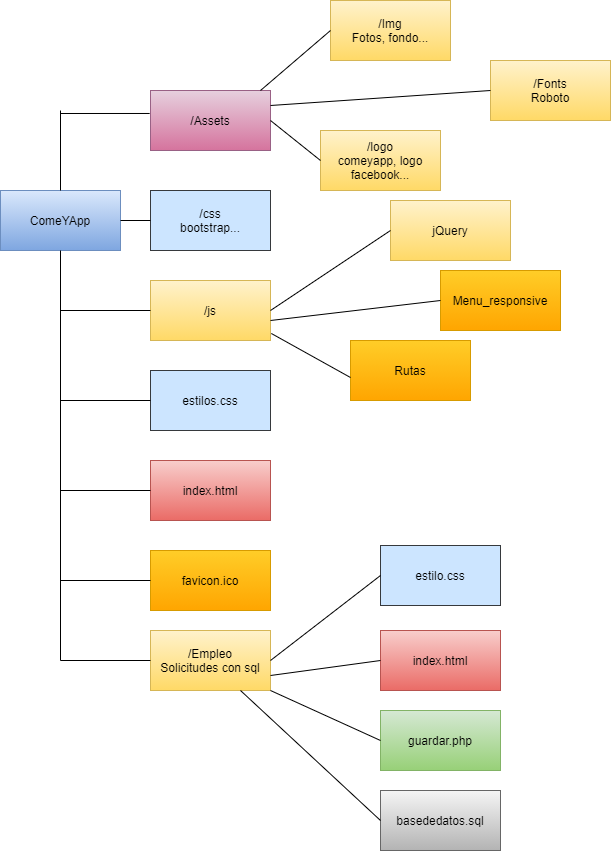 /Img
Fotos, fondo...
/Fonts
Roboto
/Assets
/logo
comeyapp, logo
facebook...
ComeYApp
/css
bootstrap...
jQuery
/js
Menu_responsive
Rutas
estilos.css
index.html
favicon.ico
estilo.css
/Empleo
Solicitudes con sql
index.html
guardar.php
basededatos.sql